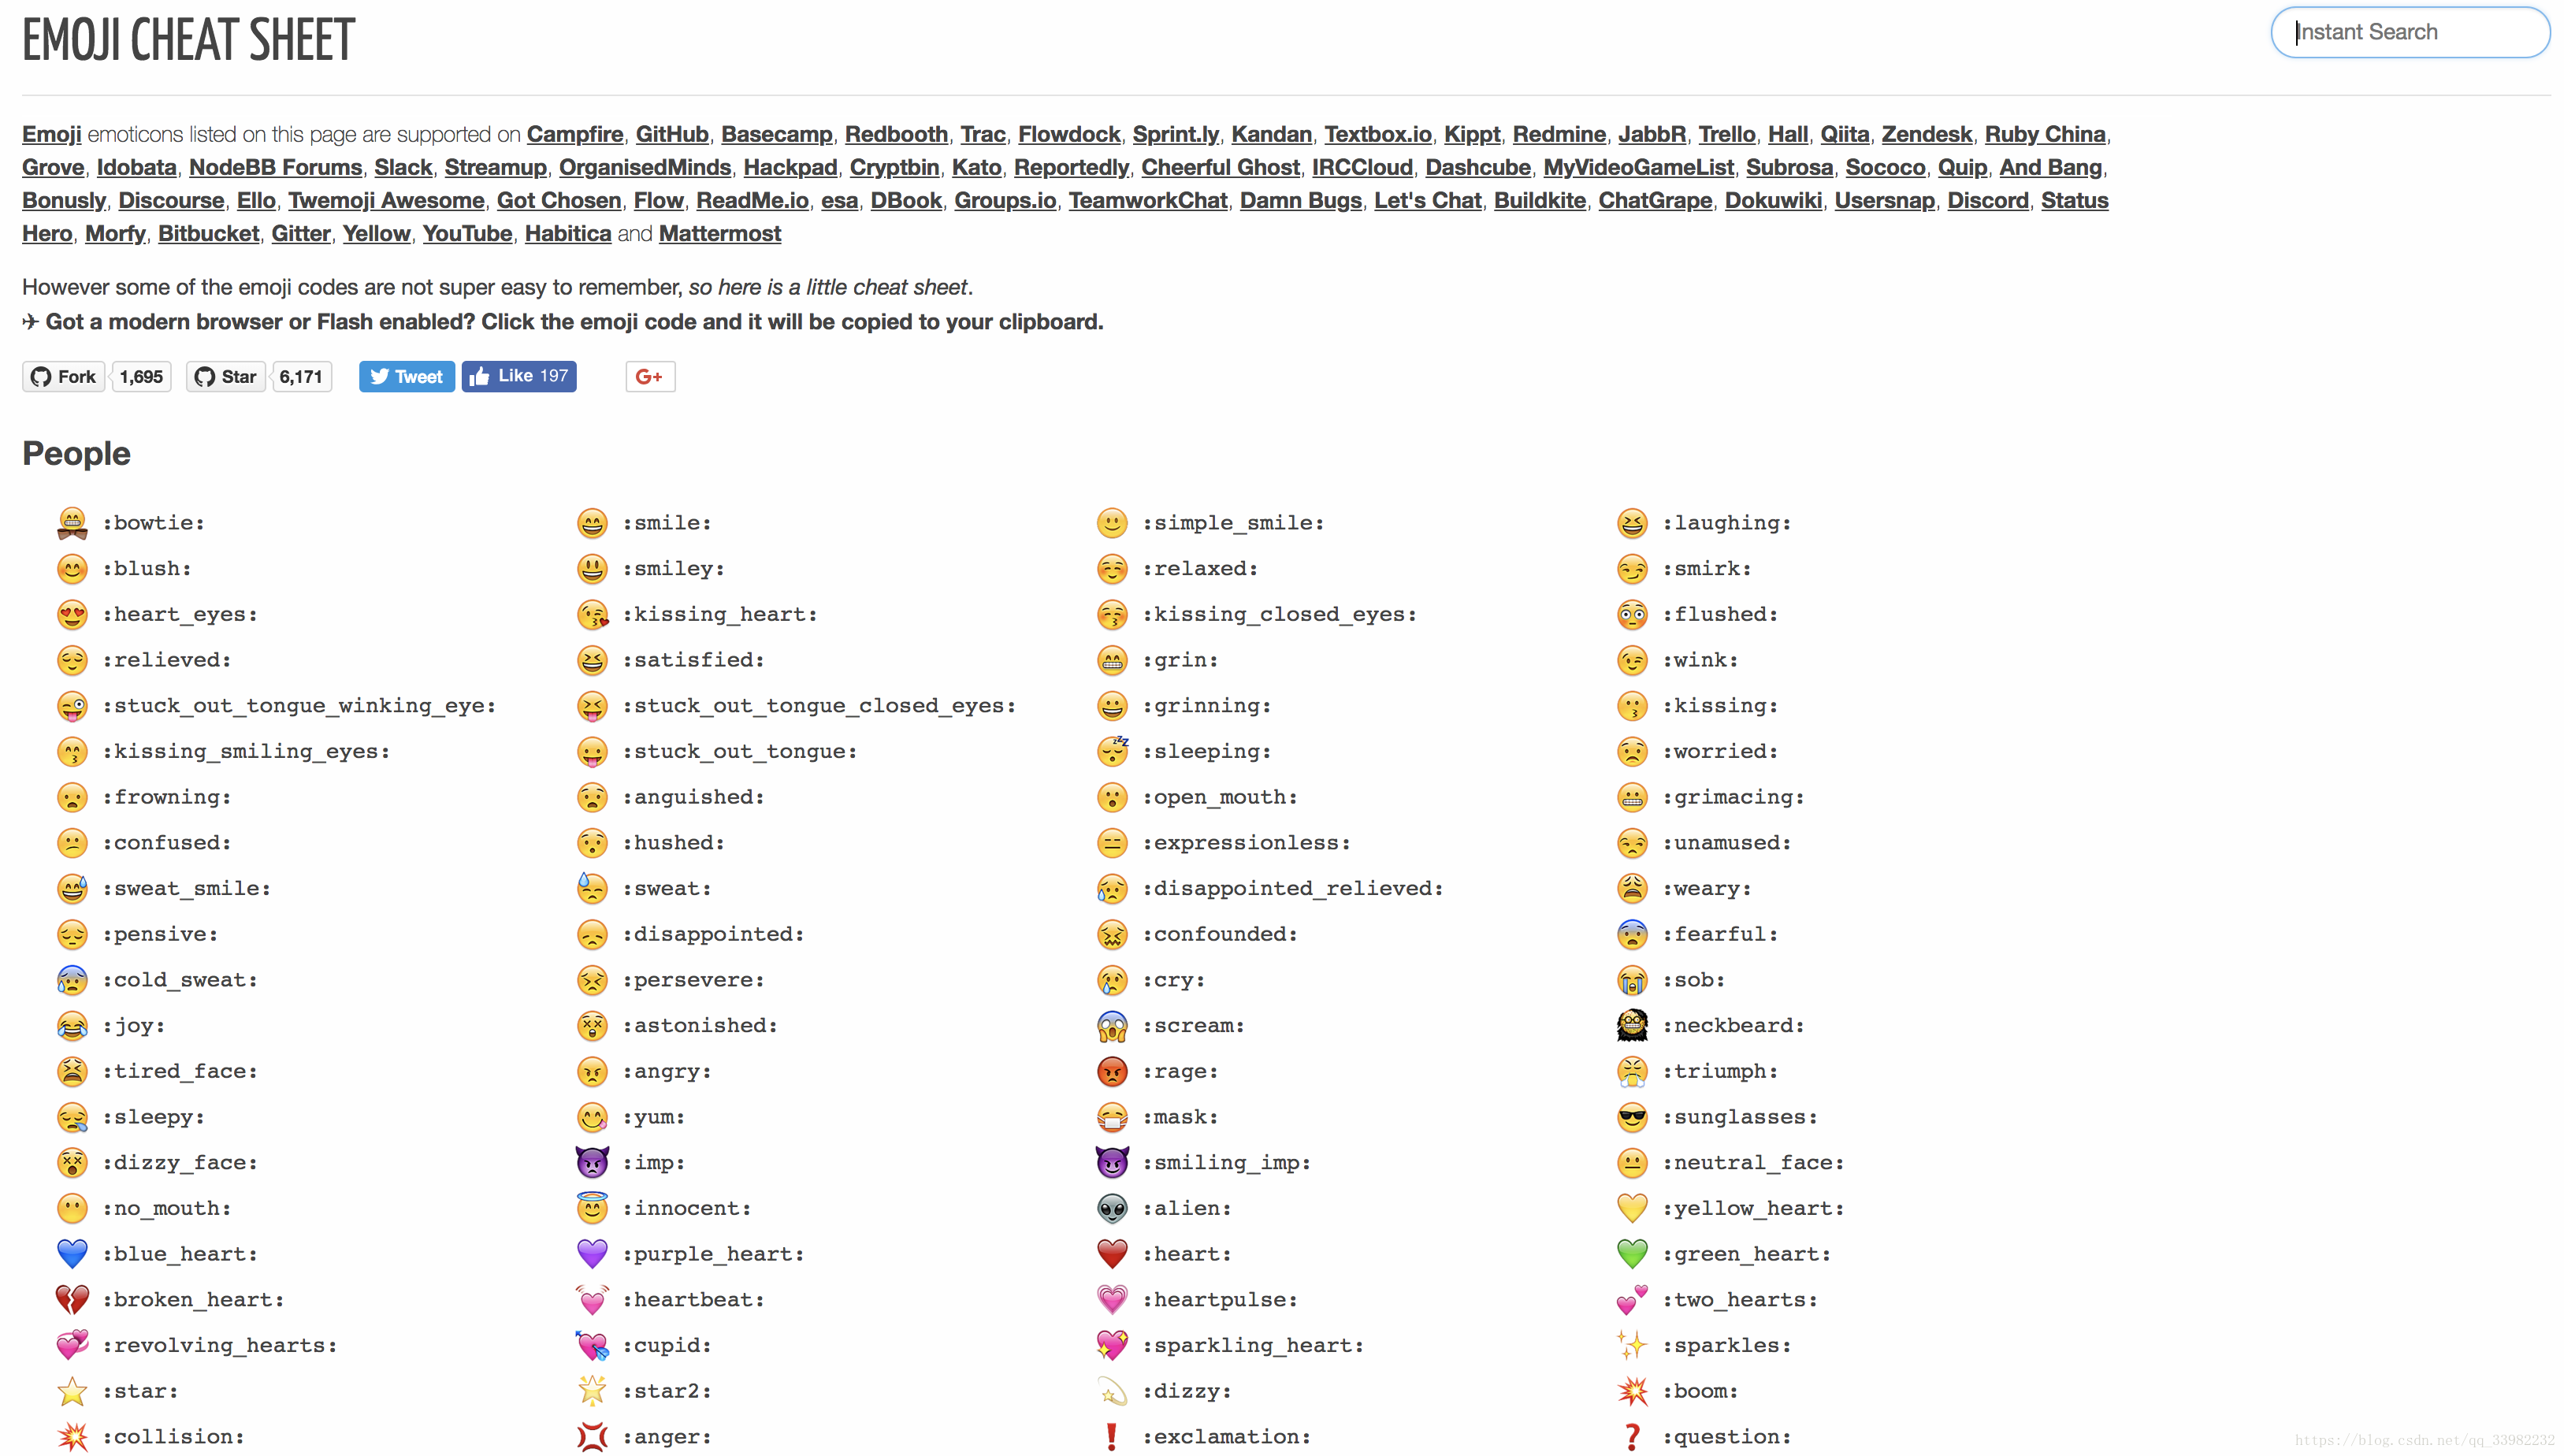 EMOJI CHEAT SHEET
Instant Search
Emoji emoticons listed on this page are supported on Campfire, GitHub, Basecamp, Redbooth, Trac, Flowdock, Sprint.ly, Kandan, Textbox.io, Kippt, Redmine, JabbR, Trello, Hall, Qiita, Zendesk, Ruby China,
Grove, Idobata, NodeBB Forums, Slack, Streamup, OrganisedMinds, Hackpad, Cryptbin, Kato, Reportedly, Cheerful Ghost, IRCCloud, Dashcube, MyVideoGameList, Subrosa, Sococo, Quip, And Bang,
Bonusly, Discourse, Ello, Twemoji Awesome, Got Chosen, Flow, ReadMe.io, esa, DBook, Groups.io, TeamworkChat, Damn Bugs, Let's Chat, Buildkite, ChatGrape, Dokuwiki, Usersnap, Discord, Status
Hero, Morfy, Bitbucket, Gitter, Yellow, YouTube, Habitica and Mattermost
However some of the emoji codes are not super easy to remember, so here is a little cheat sheet.
✈ Got a modern browser or Flash enabled? Click the emoji code and it will be copied to your clipboard.
Fork 1,695 Star 6,171 Tweet Like 197 G+
People
:bowtie: :smile: :simple_smile: :laughing:
:blush: :smiley: :relaxed: :smirk:
:heart_eyes: :kissing_heart: :kissing_closed_eyes: :flushed:
:relieved: :satisfied: :grin: :wink:
:stuck_out_tongue_winking_eye: :stuck_out_tongue_closed_eyes: :grinning: :kissing:
:kissing_smiling_eyes: :stuck_out_tongue: :sleeping: :worried:
:frowning: :anguished: :open_mouth: :grimacing:
:confused: :hushed: :expressionless: :unamused:
:sweat_smile: :sweat: :disappointed_relieved: :weary:
:pensive: :disappointed: :confounded: :fearful:
:cold_sweat: :persevere: :cry: :sob:
:joy: :astonished: :scream: :neckbeard:
:tired_face: :angry: :rage: :triumph:
:sleepy: :yum: :mask: :sunglasses:
:dizzy_face: :imp: :smiling_imp: :neutral_face:
:no_mouth: :innocent: :alien: :yellow_heart:
:blue_heart: :purple_heart: :heart: :green_heart:
:broken_heart: :heartbeat: :heartpulse: :two_hearts:
:revolving_hearts: :cupid: :sparkling_heart: :sparkles:
:star: :star2: :dizzy: :boom:
:collision: :anger: :exclamation: :question:
https://blog.csdn.net/qq_33982232